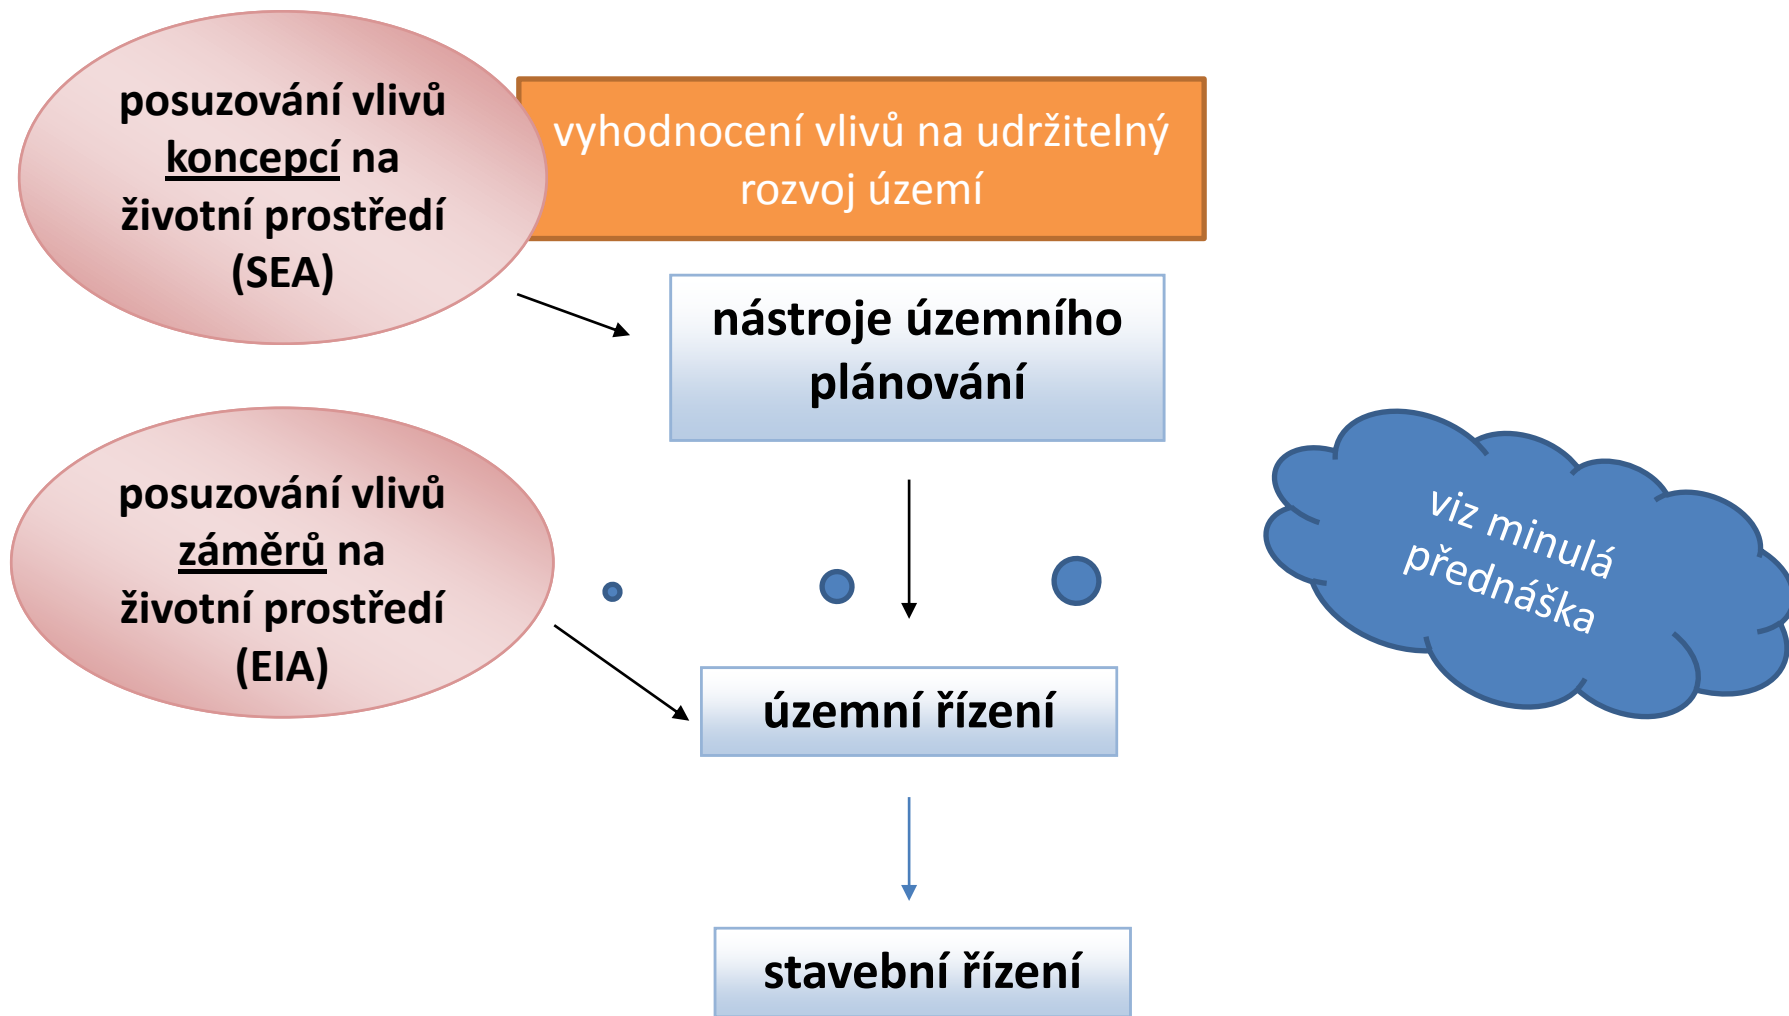 posuzování vlivů
koncepcí na
životní prostředí
(SEA)
vyhodnocení vlivů na udržitelný
rozvoj území
nástroje územního
plánování
posuzování vlivů
záměrů na
životní prostředí
(EIA)
viz minulá
přednáška
územní řízení
stavební řízení